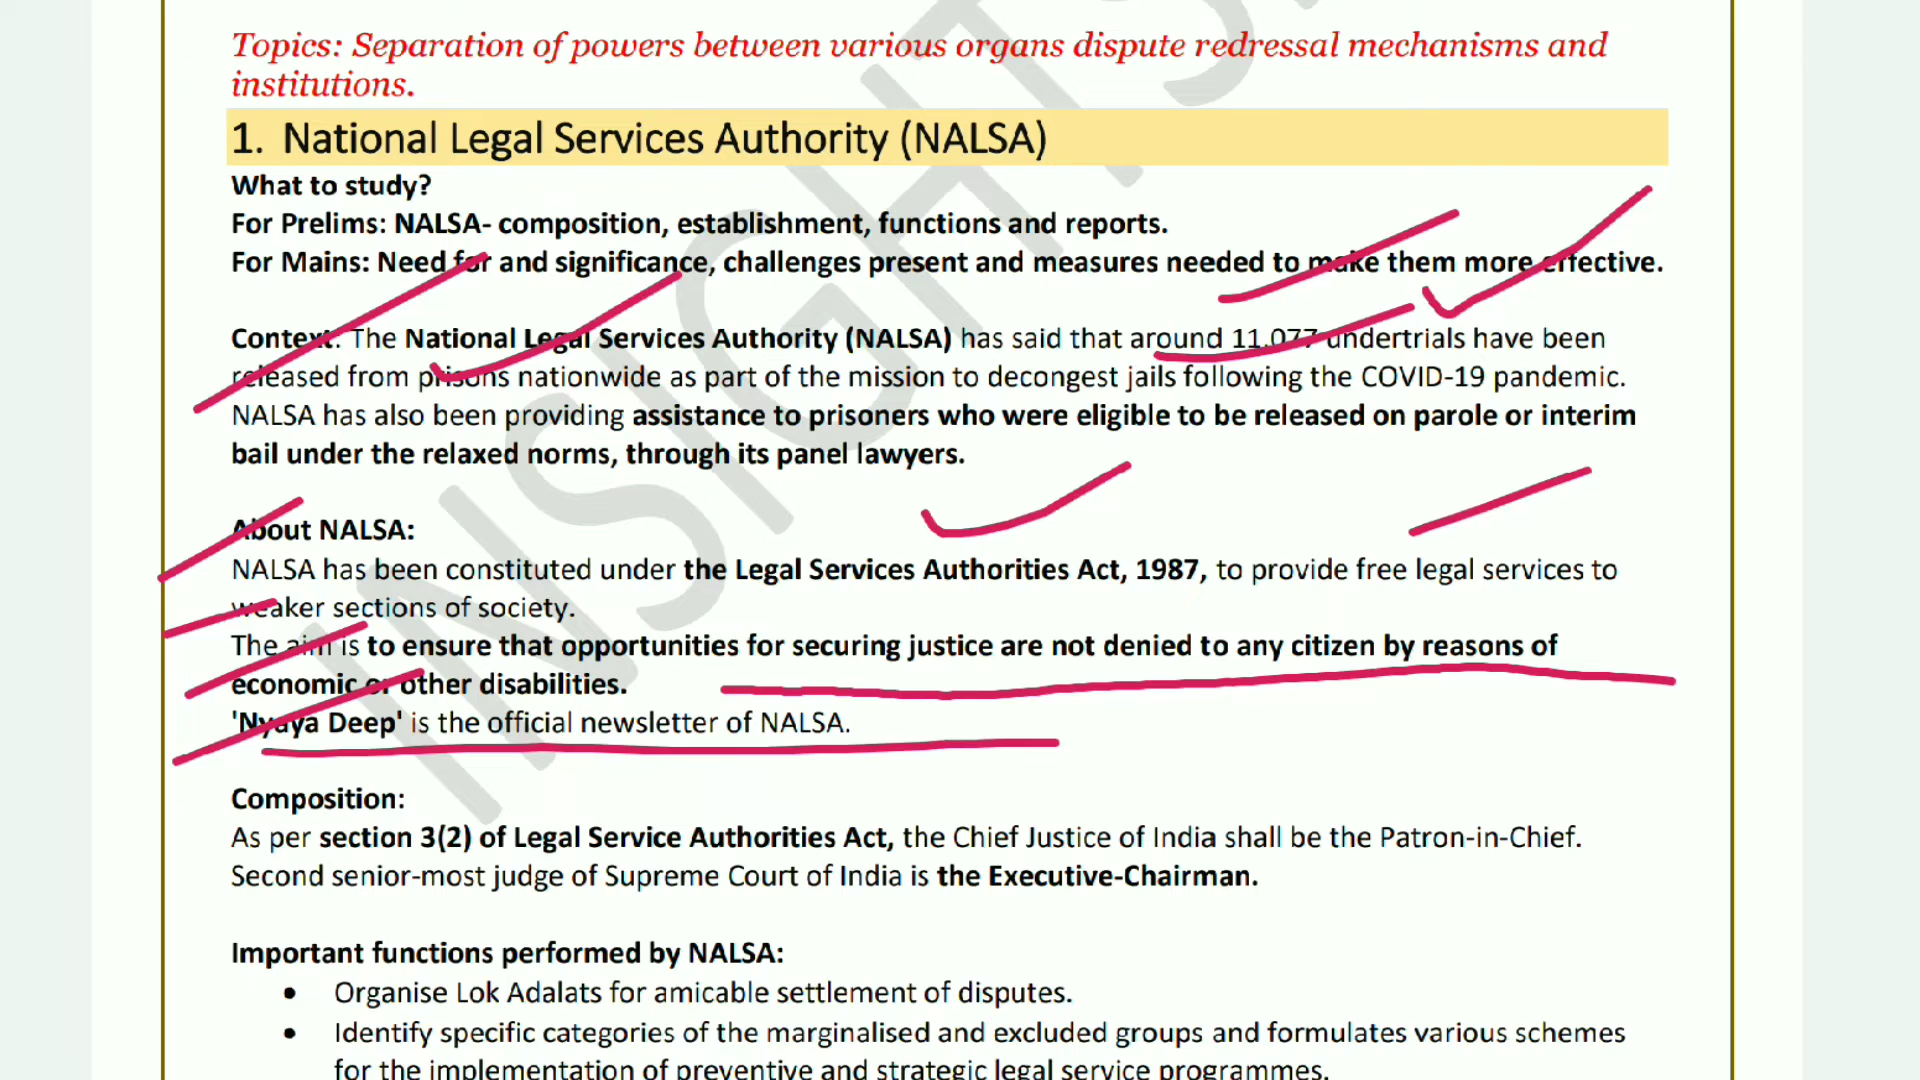 Topics: Separation of powers between various organs dispute redressal mechanisms and
institutions.
1. National Legal Services Authority (NALSA)
What to study?
For Prelims: NALSA- composition, establishment, functions and reports.
For Mains: Need for and significance, challenges present and measures needed to make them more effective.
Context: The National Legal Services Authority (NALSA) has said that around 11,077 undertrials have been
released from prisons nationwide as part of the mission to decongest jails following the COVID-19 pandemic.
NALSA has also been providing assistance to prisoners who were eligible to be released on parole or interim
bail under the relaxed norms, through its panel lawyers.
About NALSA:
NALSA has been constituted under the Legal Services Authorities Act, 1987, to provide free legal services to
weaker sections of society.
The aim is to ensure that opportunities for securing justice are not denied to any citizen by reasons of
economic or other disabilities.
'Nyaya Deep' is the official newsletter of NALSA.
Composition:
As per section 3(2) of Legal Service Authorities Act, the Chief Justice of India shall be the Patron-in-Chief.
Second senior-most judge of Supreme Court of India is the Executive-Chairman.
Important functions performed by NALSA:
• Organise Lok Adalats for amicable settlement of disputes.
• Identify specific categories of the marginalised and excluded groups and formulates various schemes
for the implementation of preventive and strategic legal service programmes.
INSIGHTS